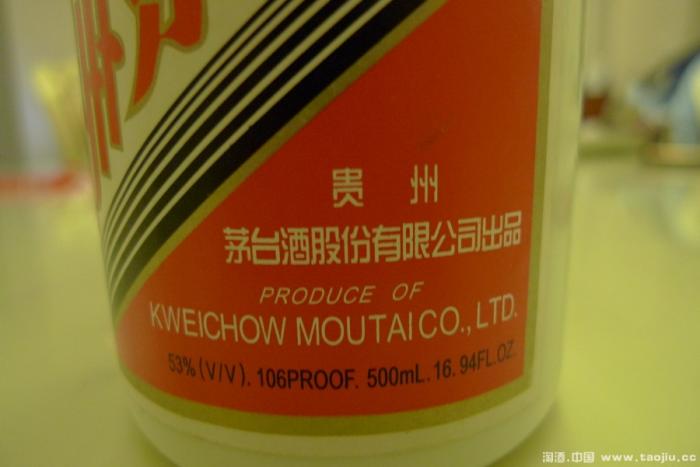 贵州
茅台酒股份有限公司出品
PRODUCE OF
KWEICHOW MOUTAI CO., LTD.
53% (V/V). 106PROOF. 500mL. 16. 94FL.OZ.
淘酒.中国 www.taojiu.cc